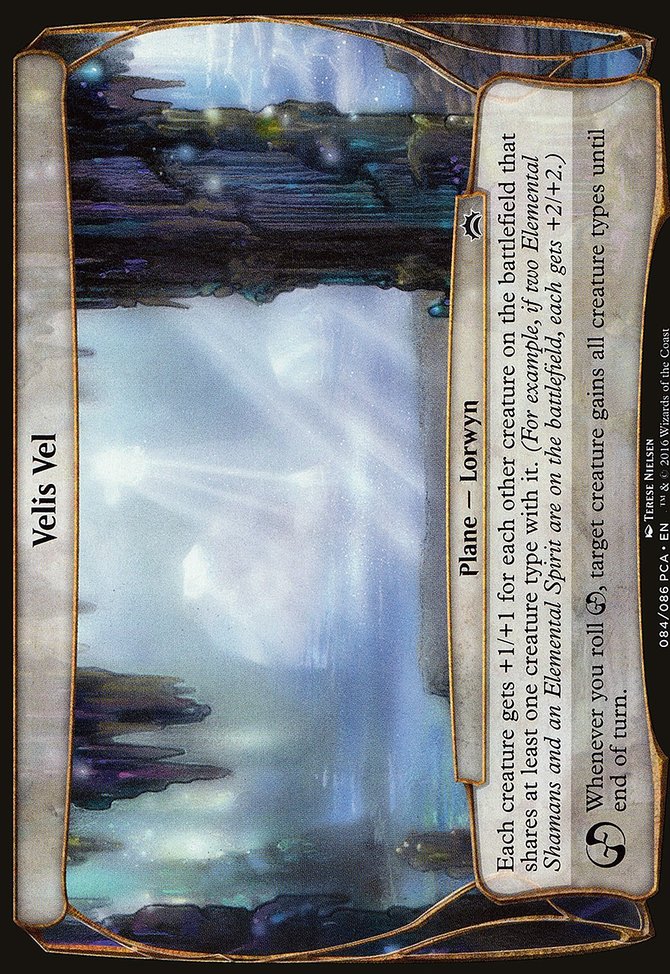 Velis Vel
Plane — Lorwyn
Each creature gets +1/+1 for each other creature on the battlefield that
shares at least one creature type with it. (For example, if two Elemental
Shamans and an Elemental Spirit are on the battlefield, each gets +2/+2.)
Whenever you roll , target creature gains all creature types until
end of turn.
Terese Nielsen
084/086 PCA • EN ™ & © 2016 Wizards of the Coast